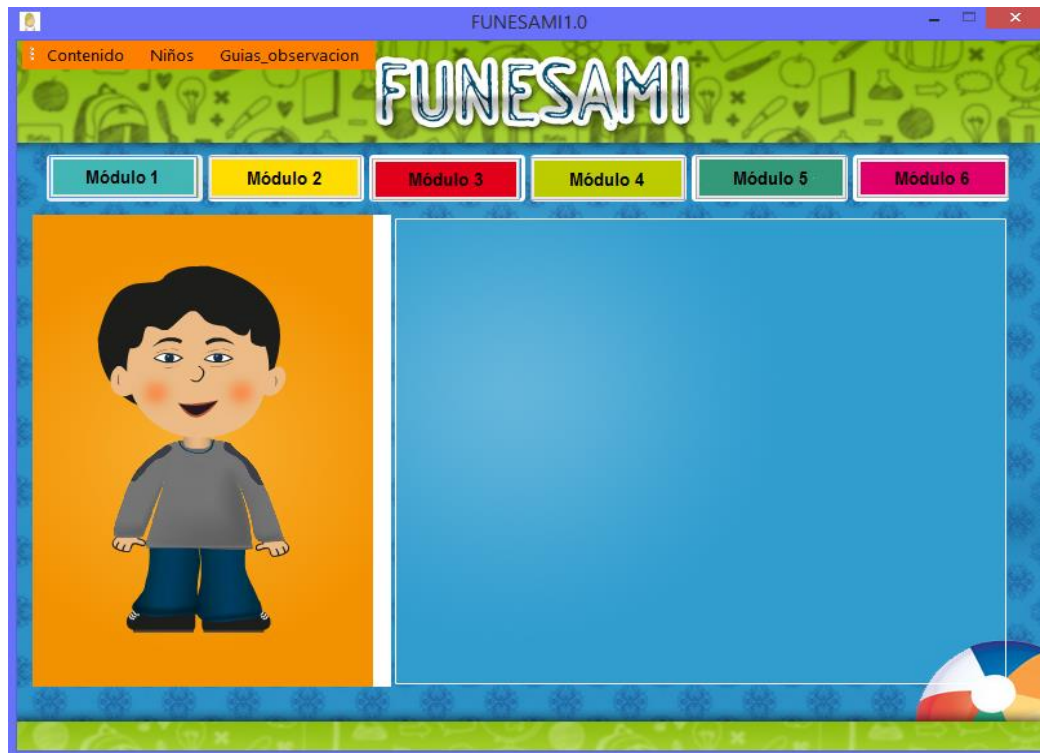 FUNESAMI1.0
Contenido Niños Guias_observacion
FUNESAMI
Módulo 1 Módulo 2 Módulo 3 Módulo 4 Módulo 5 Módulo 6